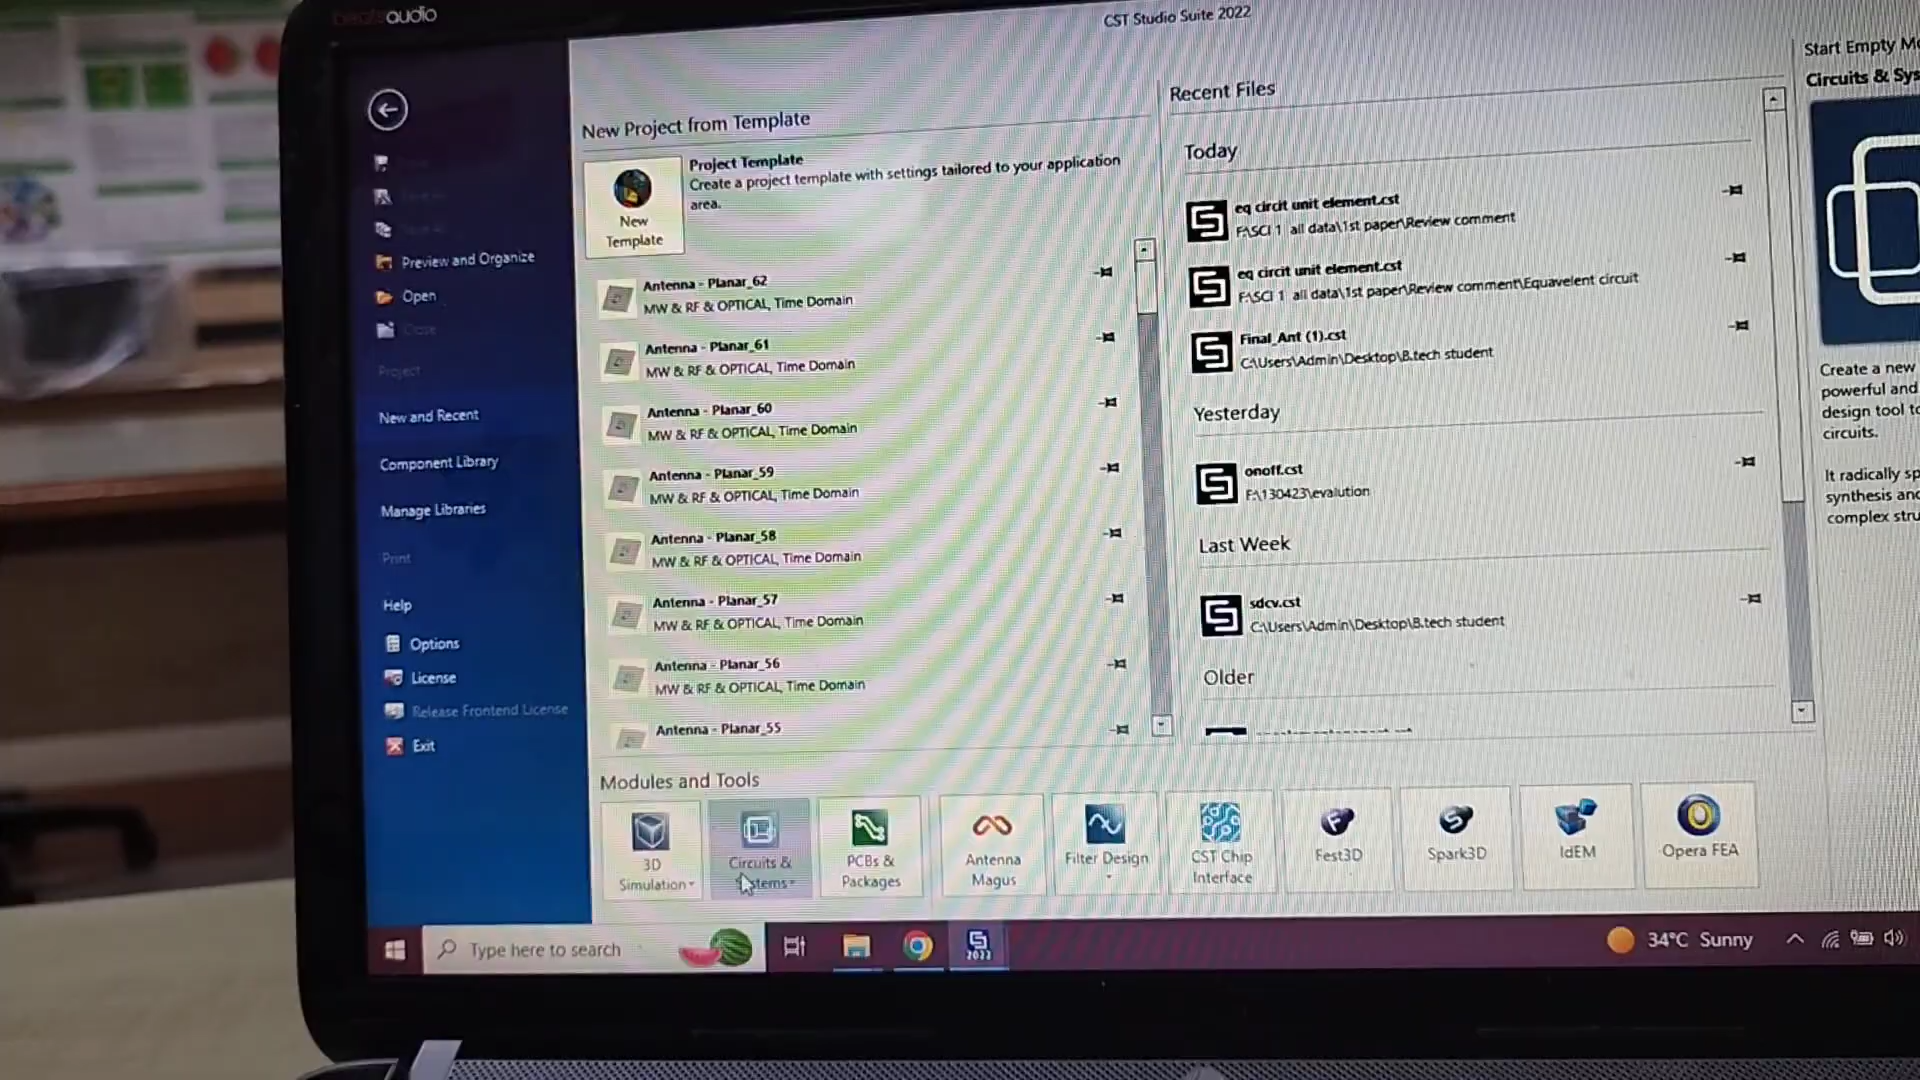 beatsaudio
CST Studio Suite 2022
New Project from Template
New
Template
Project Template
Create a project template with settings tailored to your application
area.
Antenna - Planar_62
MW & RF & OPTICAL, Time Domain
Antenna - Planar_61
MW & RF & OPTICAL, Time Domain
Antenna - Planar_60
MW & RF & OPTICAL, Time Domain
Antenna - Planar_59
MW & RF & OPTICAL, Time Domain
Antenna - Planar_58
MW & RF & OPTICAL, Time Domain
Antenna - Planar_57
MW & RF & OPTICAL, Time Domain
Antenna - Planar_56
MW & RF & OPTICAL, Time Domain
Antenna - Planar_55
Preview and Organize
Open
Close
Project
New and Recent
Component Library
Manage Libraries
Print
Help
Options
License
Release Frontend License
Exit
Recent Files
Today
eq circit unit element.cst
F:\SCI 1 all data\1st paper\Review comment
eq circit unit element.cst
F:\SCI 1 all data\1st paper\Review comment\Equavelent circuit
Final_Ant (1).cst
C:\Users\Admin\Desktop\B.tech student
Yesterday
onoff.cst
F:\130423\evalution
Last Week
sdcv.cst
C:\Users\Admin\Desktop\B.tech student
Older
Start Empty
Circuits &
Create a new
powerful and
design tool
circuits.
It radically
synthesis
complex
Modules and Tools
3D
Simulation
Circuits &
PCBs &
Packages
Antenna
Magus
Filter Design
CST Chip
Interface
Fest3D
Spark3D
IdEM
Opera FEA
Type here to search
2022
34°C Sunny